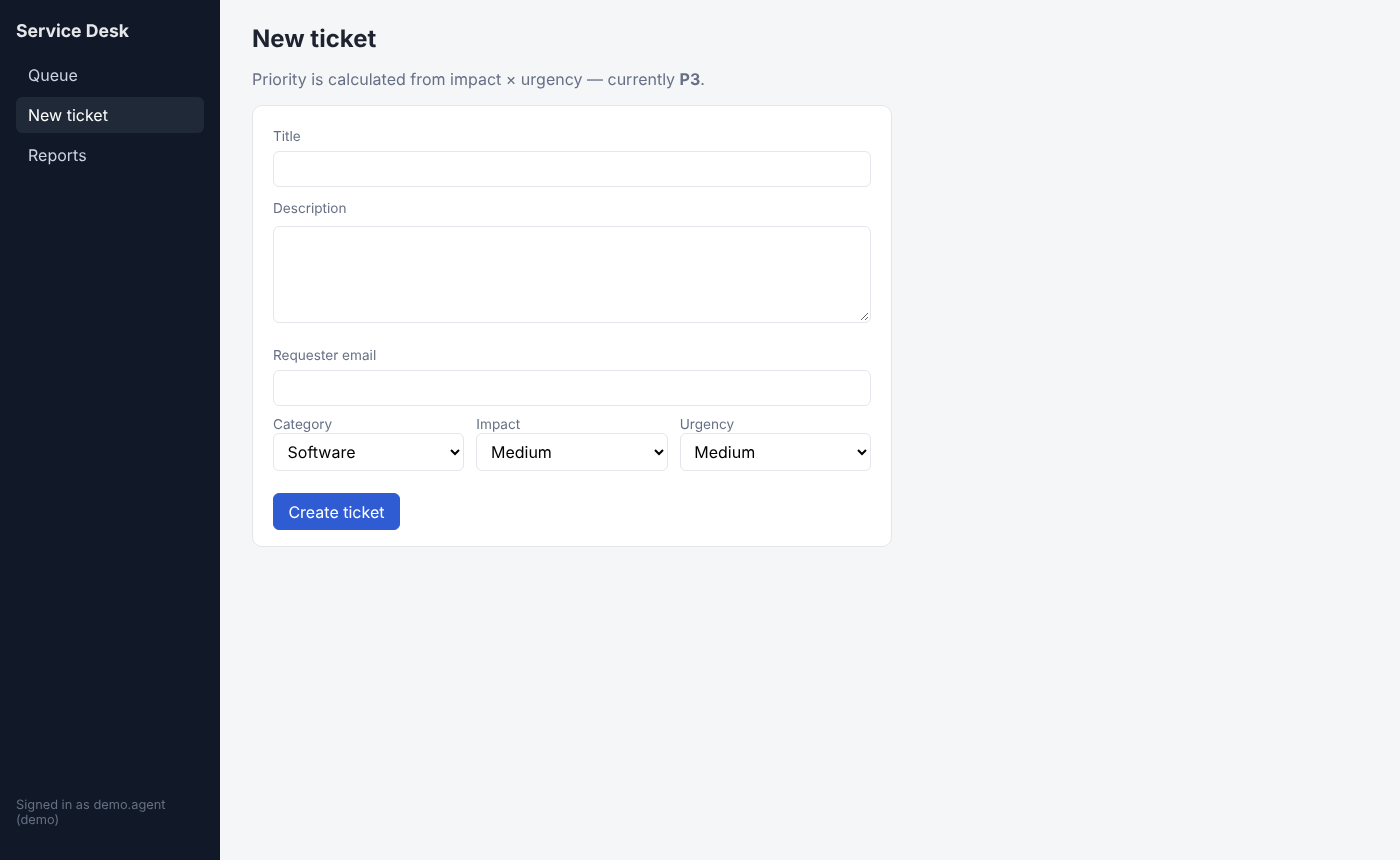 Service Desk
Queue
New ticket
Reports
Signed in as demo.agent
(demo)
New ticket
Priority is calculated from impact × urgency — currently P3.
Title
Description
Requester email
Category
Impact
Urgency
Software
Medium
Medium
Create ticket